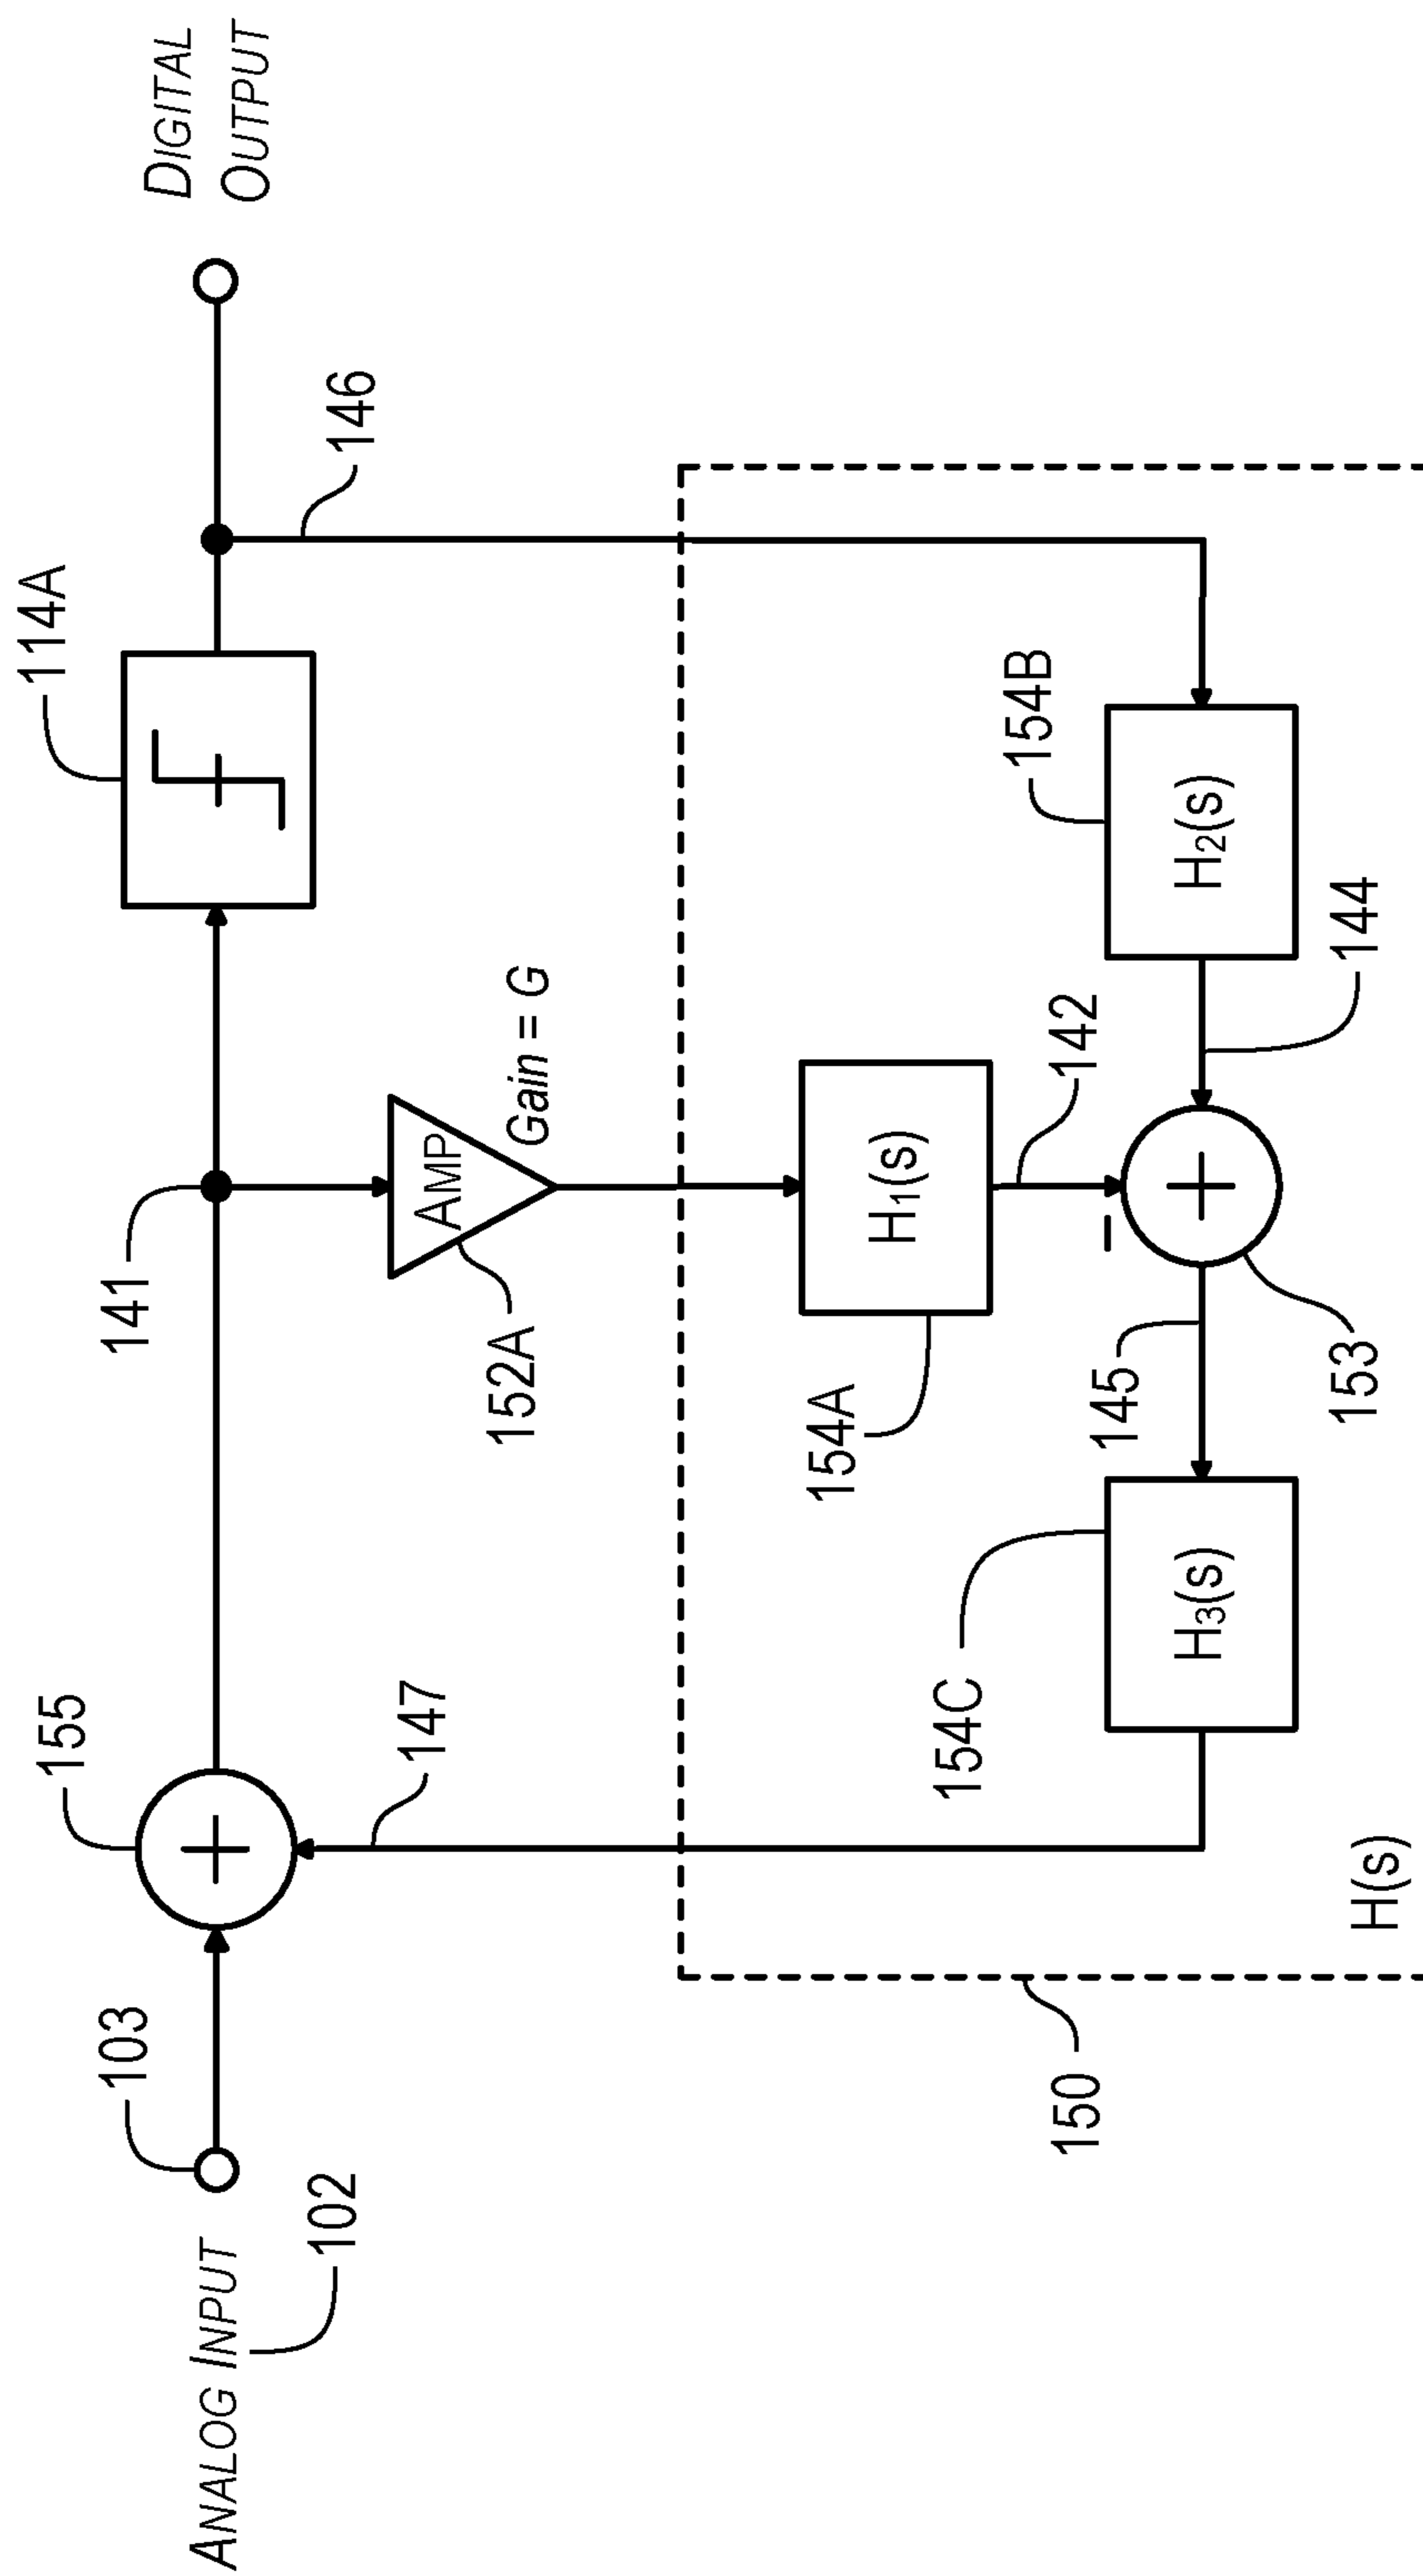 ANALOG INPUT
102
103
155
147
141
AMP
Gain = G
152A
114A
146
DIGITAL
OUTPUT
150
H(s)
H1(s)
154A
142
H2(s)
154B
144
153
145
H3(s)
154C